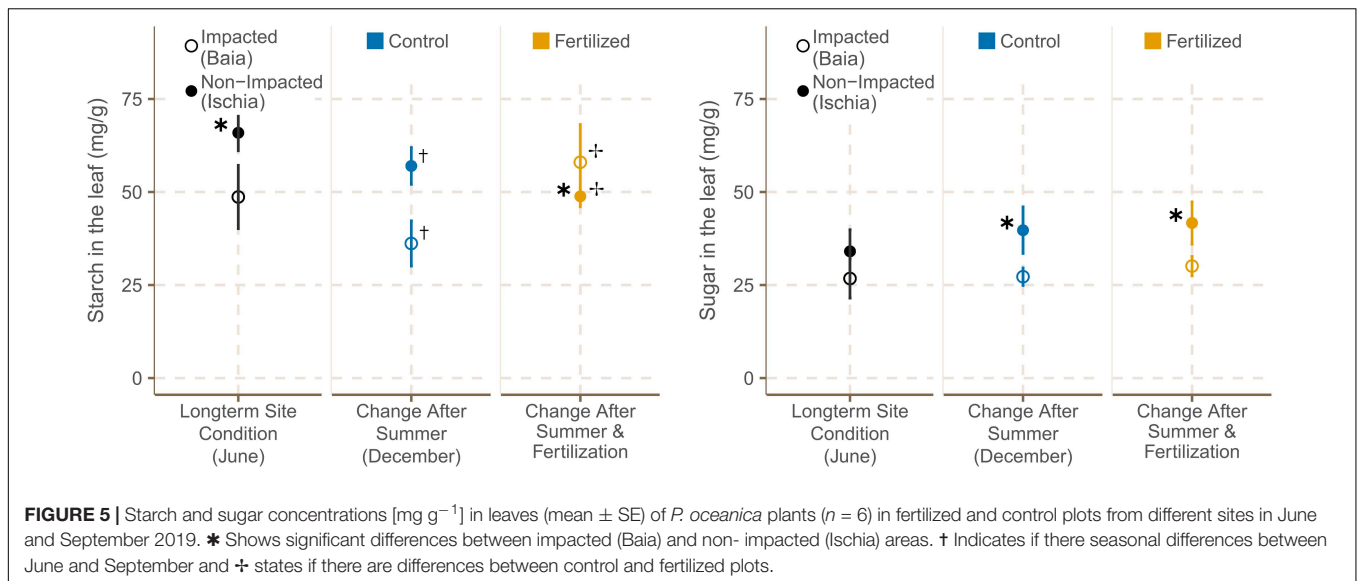 Impacted
(Baia)
Non−Impacted
(Ischia)
Control
Fertilized
Starch in the leaf (mg/g)
75
50
25
0
*
†
†
*
✢
✢
Longterm Site
Condition
(June)
Change After
Summer
(December)
Change After
Summer &
Fertilization
Impacted
(Baia)
Non−Impacted
(Ischia)
Control
Fertilized
Sugar in the leaf (mg/g)
75
50
25
0
*
*
Longterm Site
Condition
(June)
Change After
Summer
(December)
Change After
Summer &
Fertilization
FIGURE 5 | Starch and sugar concentrations [mg g−1] in leaves (mean ± SE) of P. oceanica plants (n = 6) in fertilized and control plots from different sites in June
and September 2019. ✱ Shows significant differences between impacted (Baia) and non- impacted (Ischia) areas. † Indicates if there seasonal differences between
June and September and ✢ states if there are differences between control and fertilized plots.